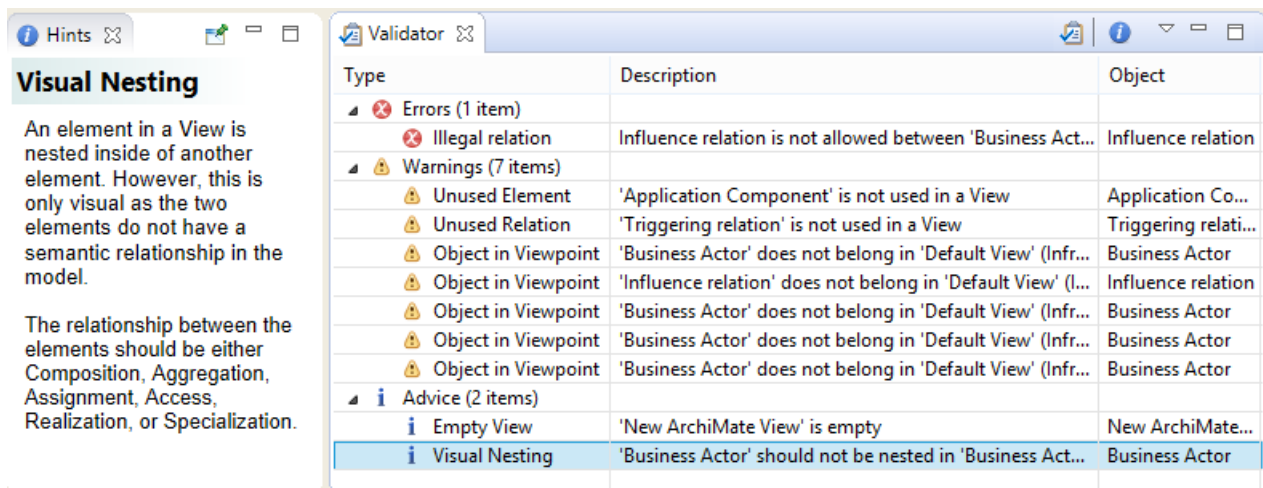 Hints
Visual Nesting
An element in a View is
nested inside of another
element. However, this is
only visual as the two
elements do not have a
semantic relationship in the
model.
The relationship between the
elements should be either
Composition, Aggregation,
Assignment, Access,
Realization, or Specialization.
Validator
Type Description Object
Errors (1 item)
Illegal relation Influence relation is not allowed between 'Business Act... Influence relation
Warnings (7 items)
Unused Element 'Application Component' is not used in a View Application Co...
Unused Relation 'Triggering relation' is not used in a View Triggering relati...
Object in Viewpoint 'Business Actor' does not belong in 'Default View' (Infr... Business Actor
Object in Viewpoint 'Influence relation' does not belong in 'Default View' (I... Influence relation
Object in Viewpoint 'Business Actor' does not belong in 'Default View' (Infr... Business Actor
Object in Viewpoint 'Business Actor' does not belong in 'Default View' (Infr... Business Actor
Object in Viewpoint 'Business Actor' does not belong in 'Default View' (Infr... Business Actor
Advice (2 items)
Empty View 'New ArchiMate View' is empty New ArchiMate...
Visual Nesting 'Business Actor' should not be nested in 'Business Act... Business Actor